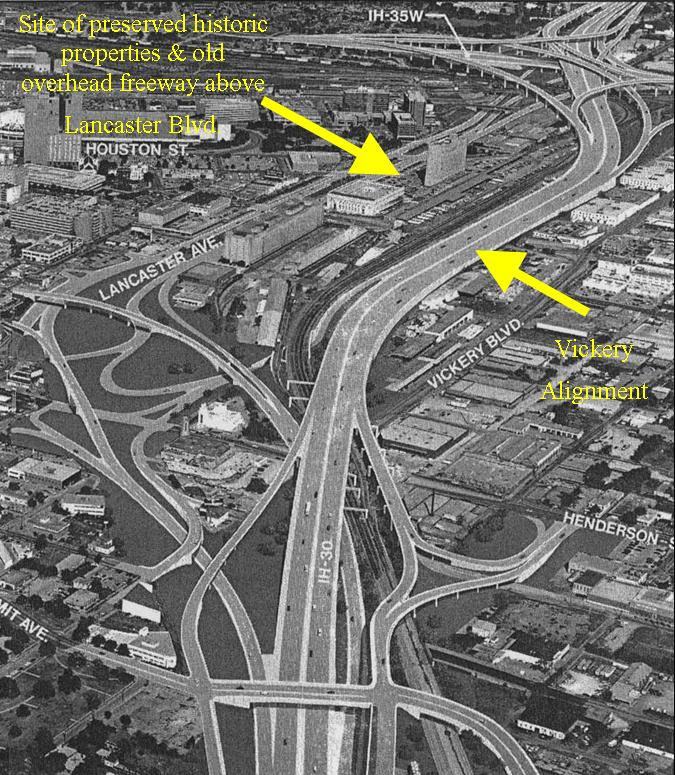 Site of preserved historic
properties & old
overhead freeway above
Lancaster Blvd.
IH-35W
HOUSTON ST.
LANCASTER AVE.
VICKERY BLVD.
Vickery
Alignment
HENDERSON
IH-30
MIT AVE.